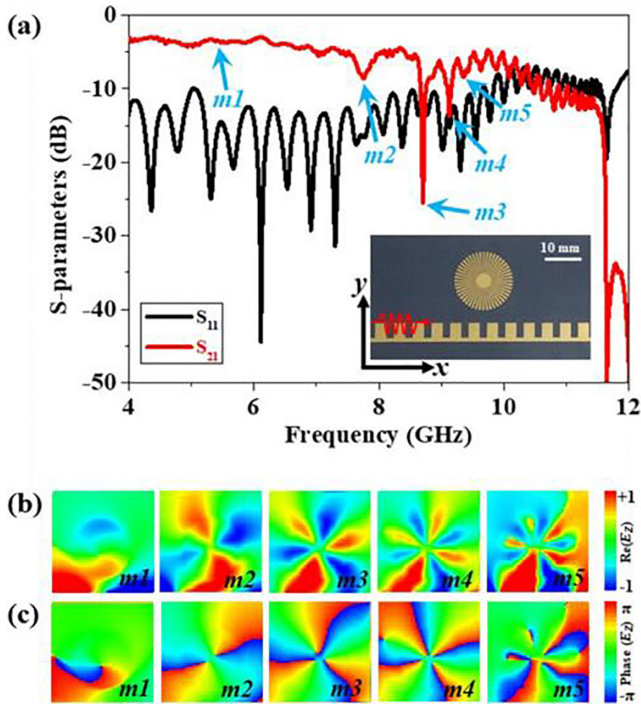 (a)
0
-10
-20
-30
-40
-50
S-parameters (dB)
m1
m2
m3
m4
m5
10 mm
y
x
S11
S21
4
6
8
10
12
Frequency (GHz)
(b)
m1
m2
m3
m4
m5
+1
-1
Re(Ez)
(c)
m1
m2
m3
m4
m5
π
-π
Phase (Ez)